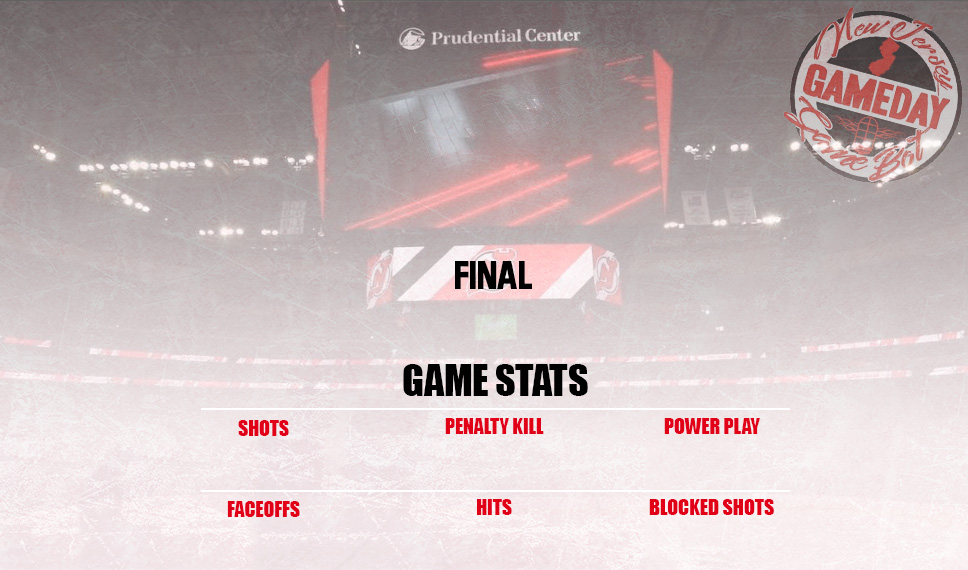 Prudential Center
New Jersey
GAMEDAY
Game Bot
FINAL
GAME STATS
SHOTS PENALTY KILL POWER PLAY
FACEOFFS HITS BLOCKED SHOTS